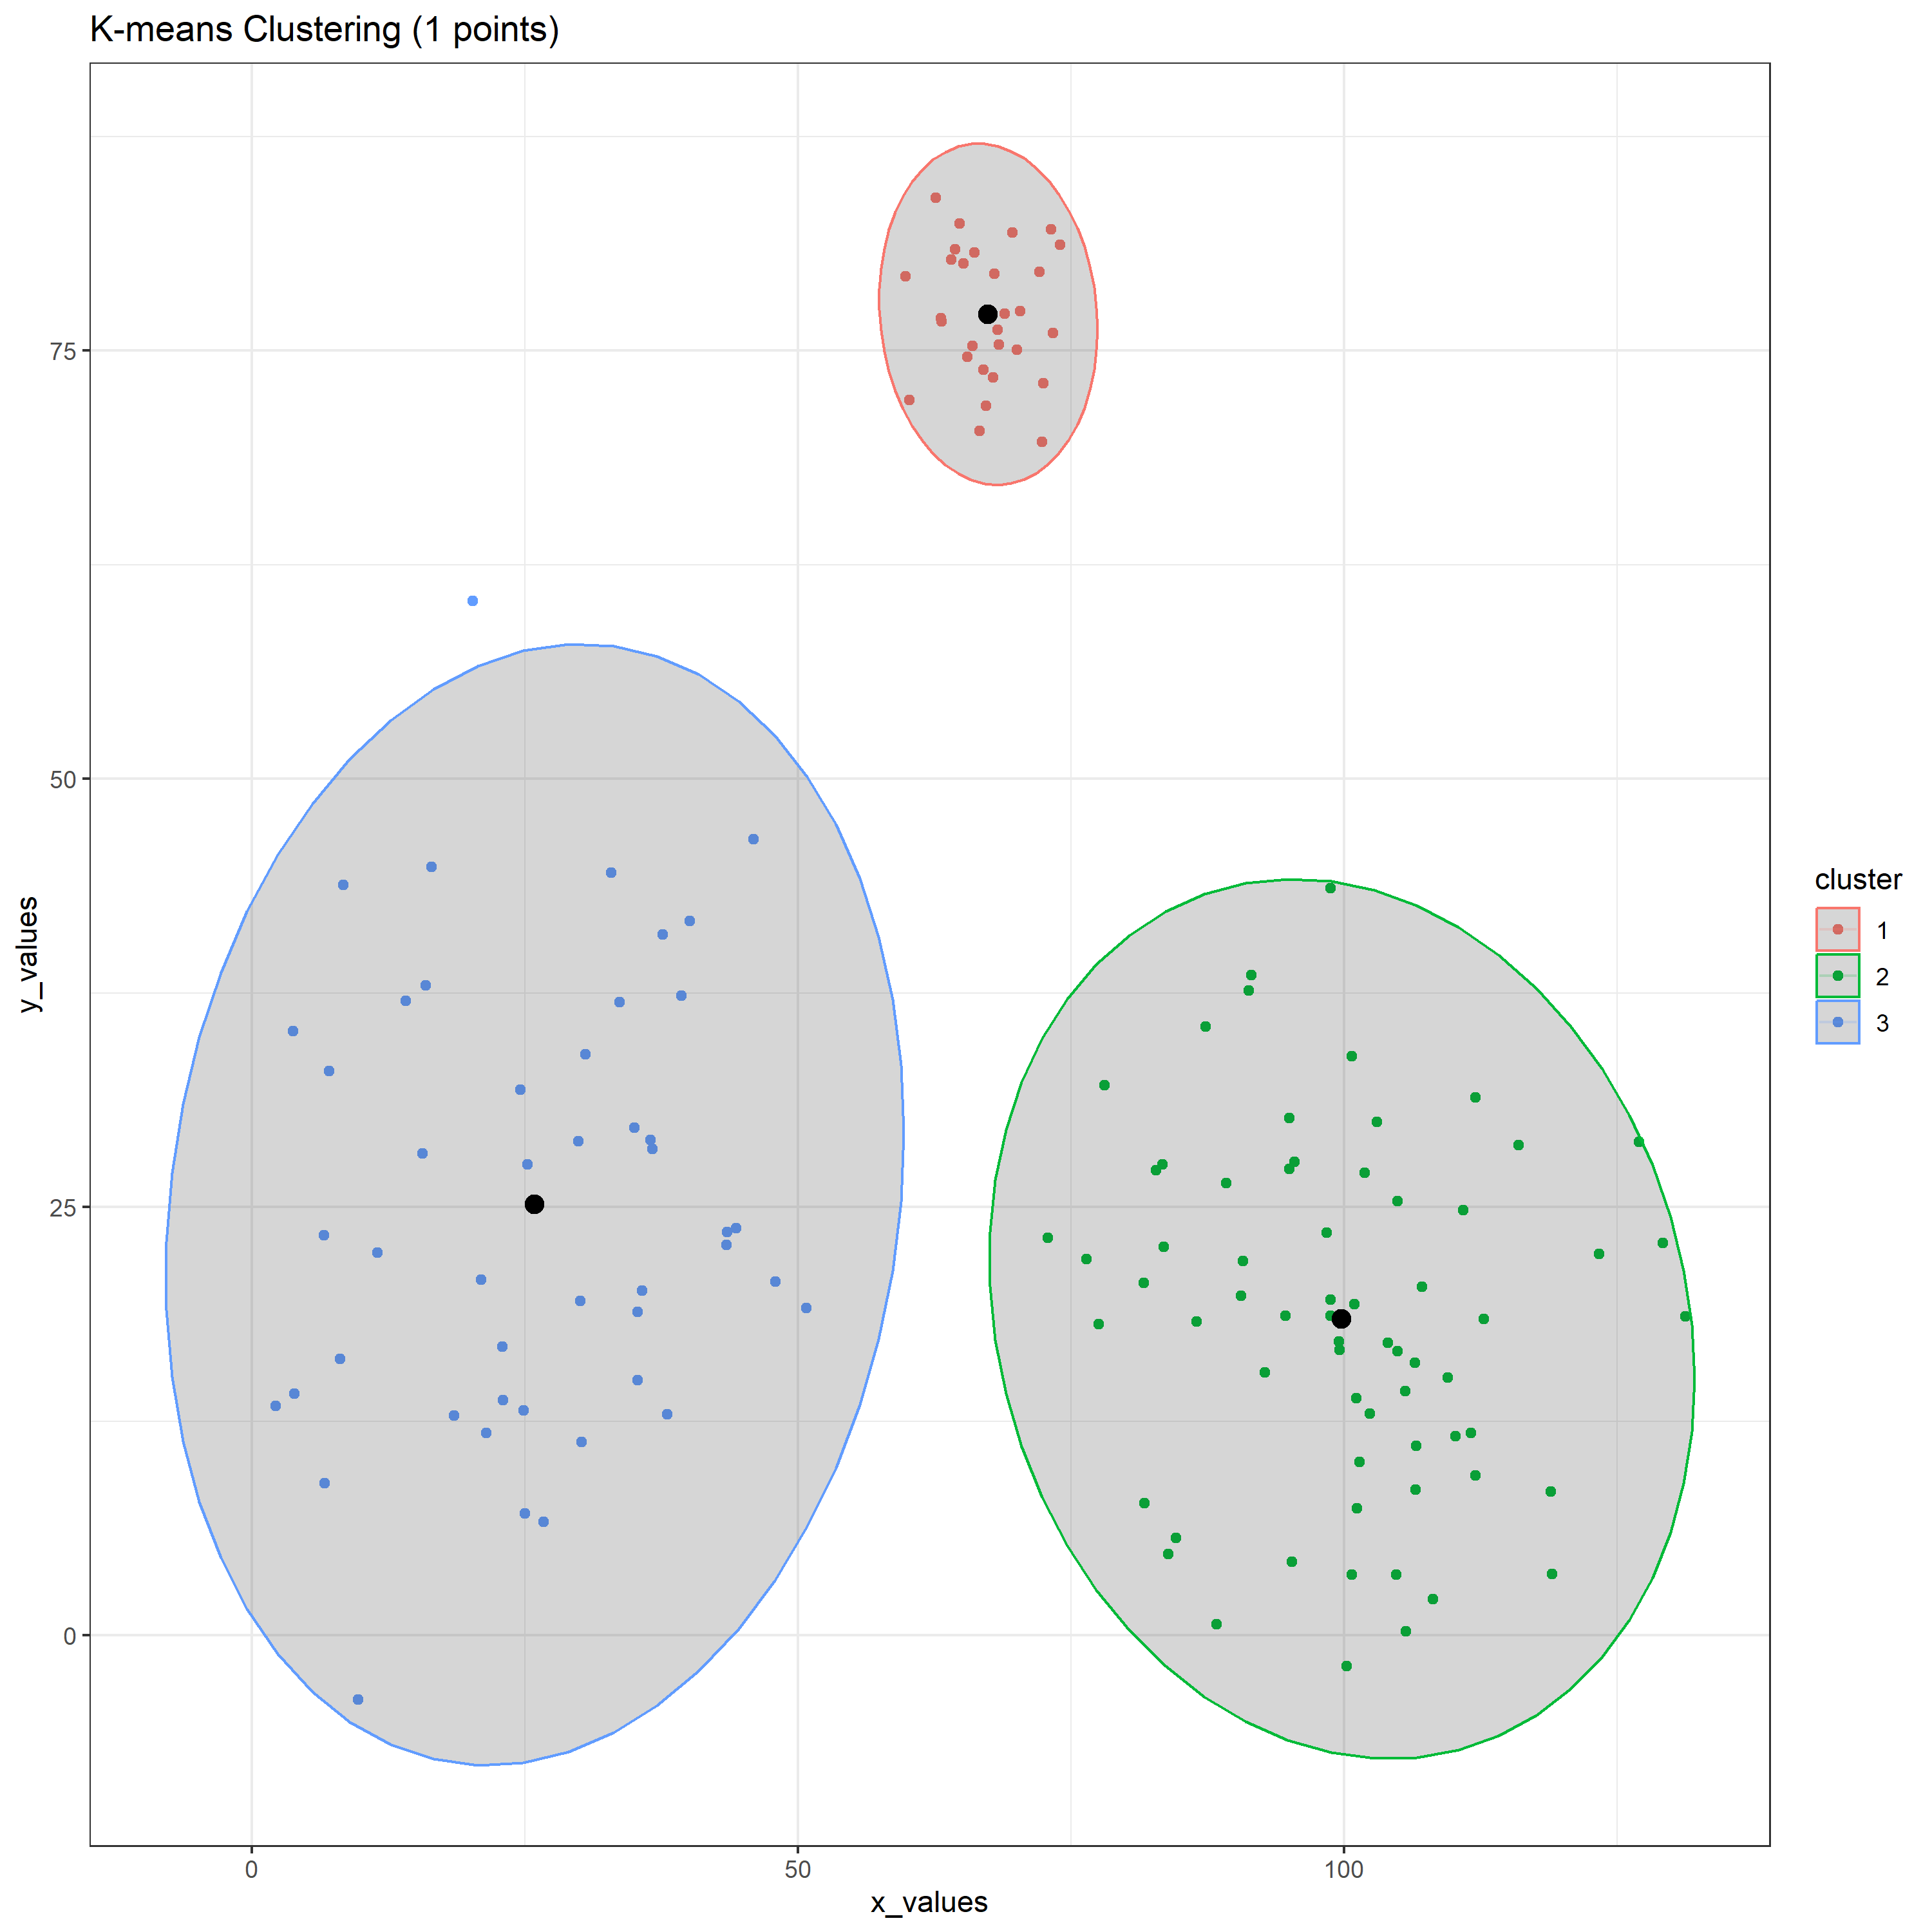 K-means Clustering (1 points)
75
50
25
0
y_values
0 50 100
x_values
cluster
1
2
3